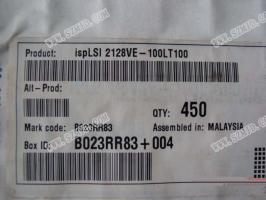 Product: ispLSI 2128VE-100LT100
Alt-Prod:
QTY: 450
Mark code: B023RR83 Assembled in: MALAYSIA
Box ID: B023RR83+004